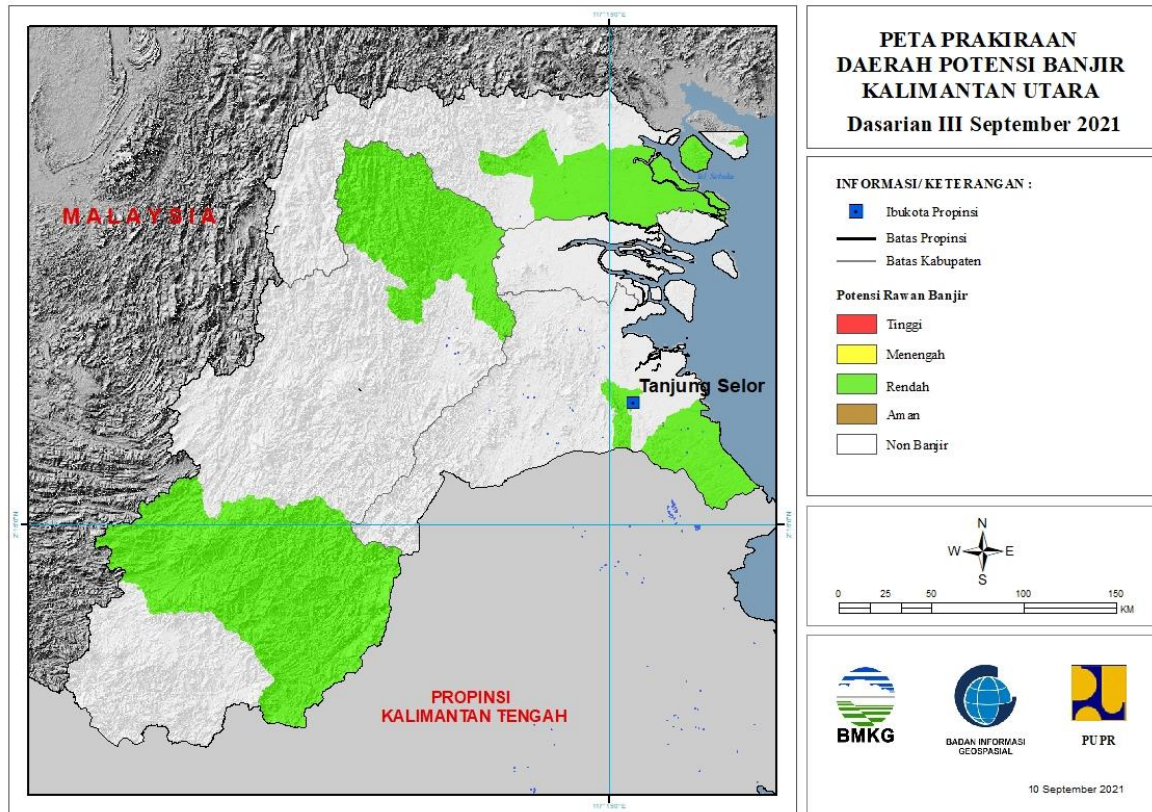 PETA PRAKIRAAN
DAERAH POTENSI BANJIR
KALIMANTAN UTARA
Dasarian III September 2021
INFORMASI/ KETERANGAN :
Ibukota Propinsi
Batas Propinsi
Batas Kabupaten
Potensi Rawan Banjir
Tinggi
Menengah
Rendah
Aman
Non Banjir
N
W E
S
0 25 50 100 150
KM
BMKG
BADAN INFORMASI
GEOSPASIAL
PUPR
10 September 2021
MALAYSIA
Tanjung Selor
PROPINSI
KALIMANTAN TENGAH